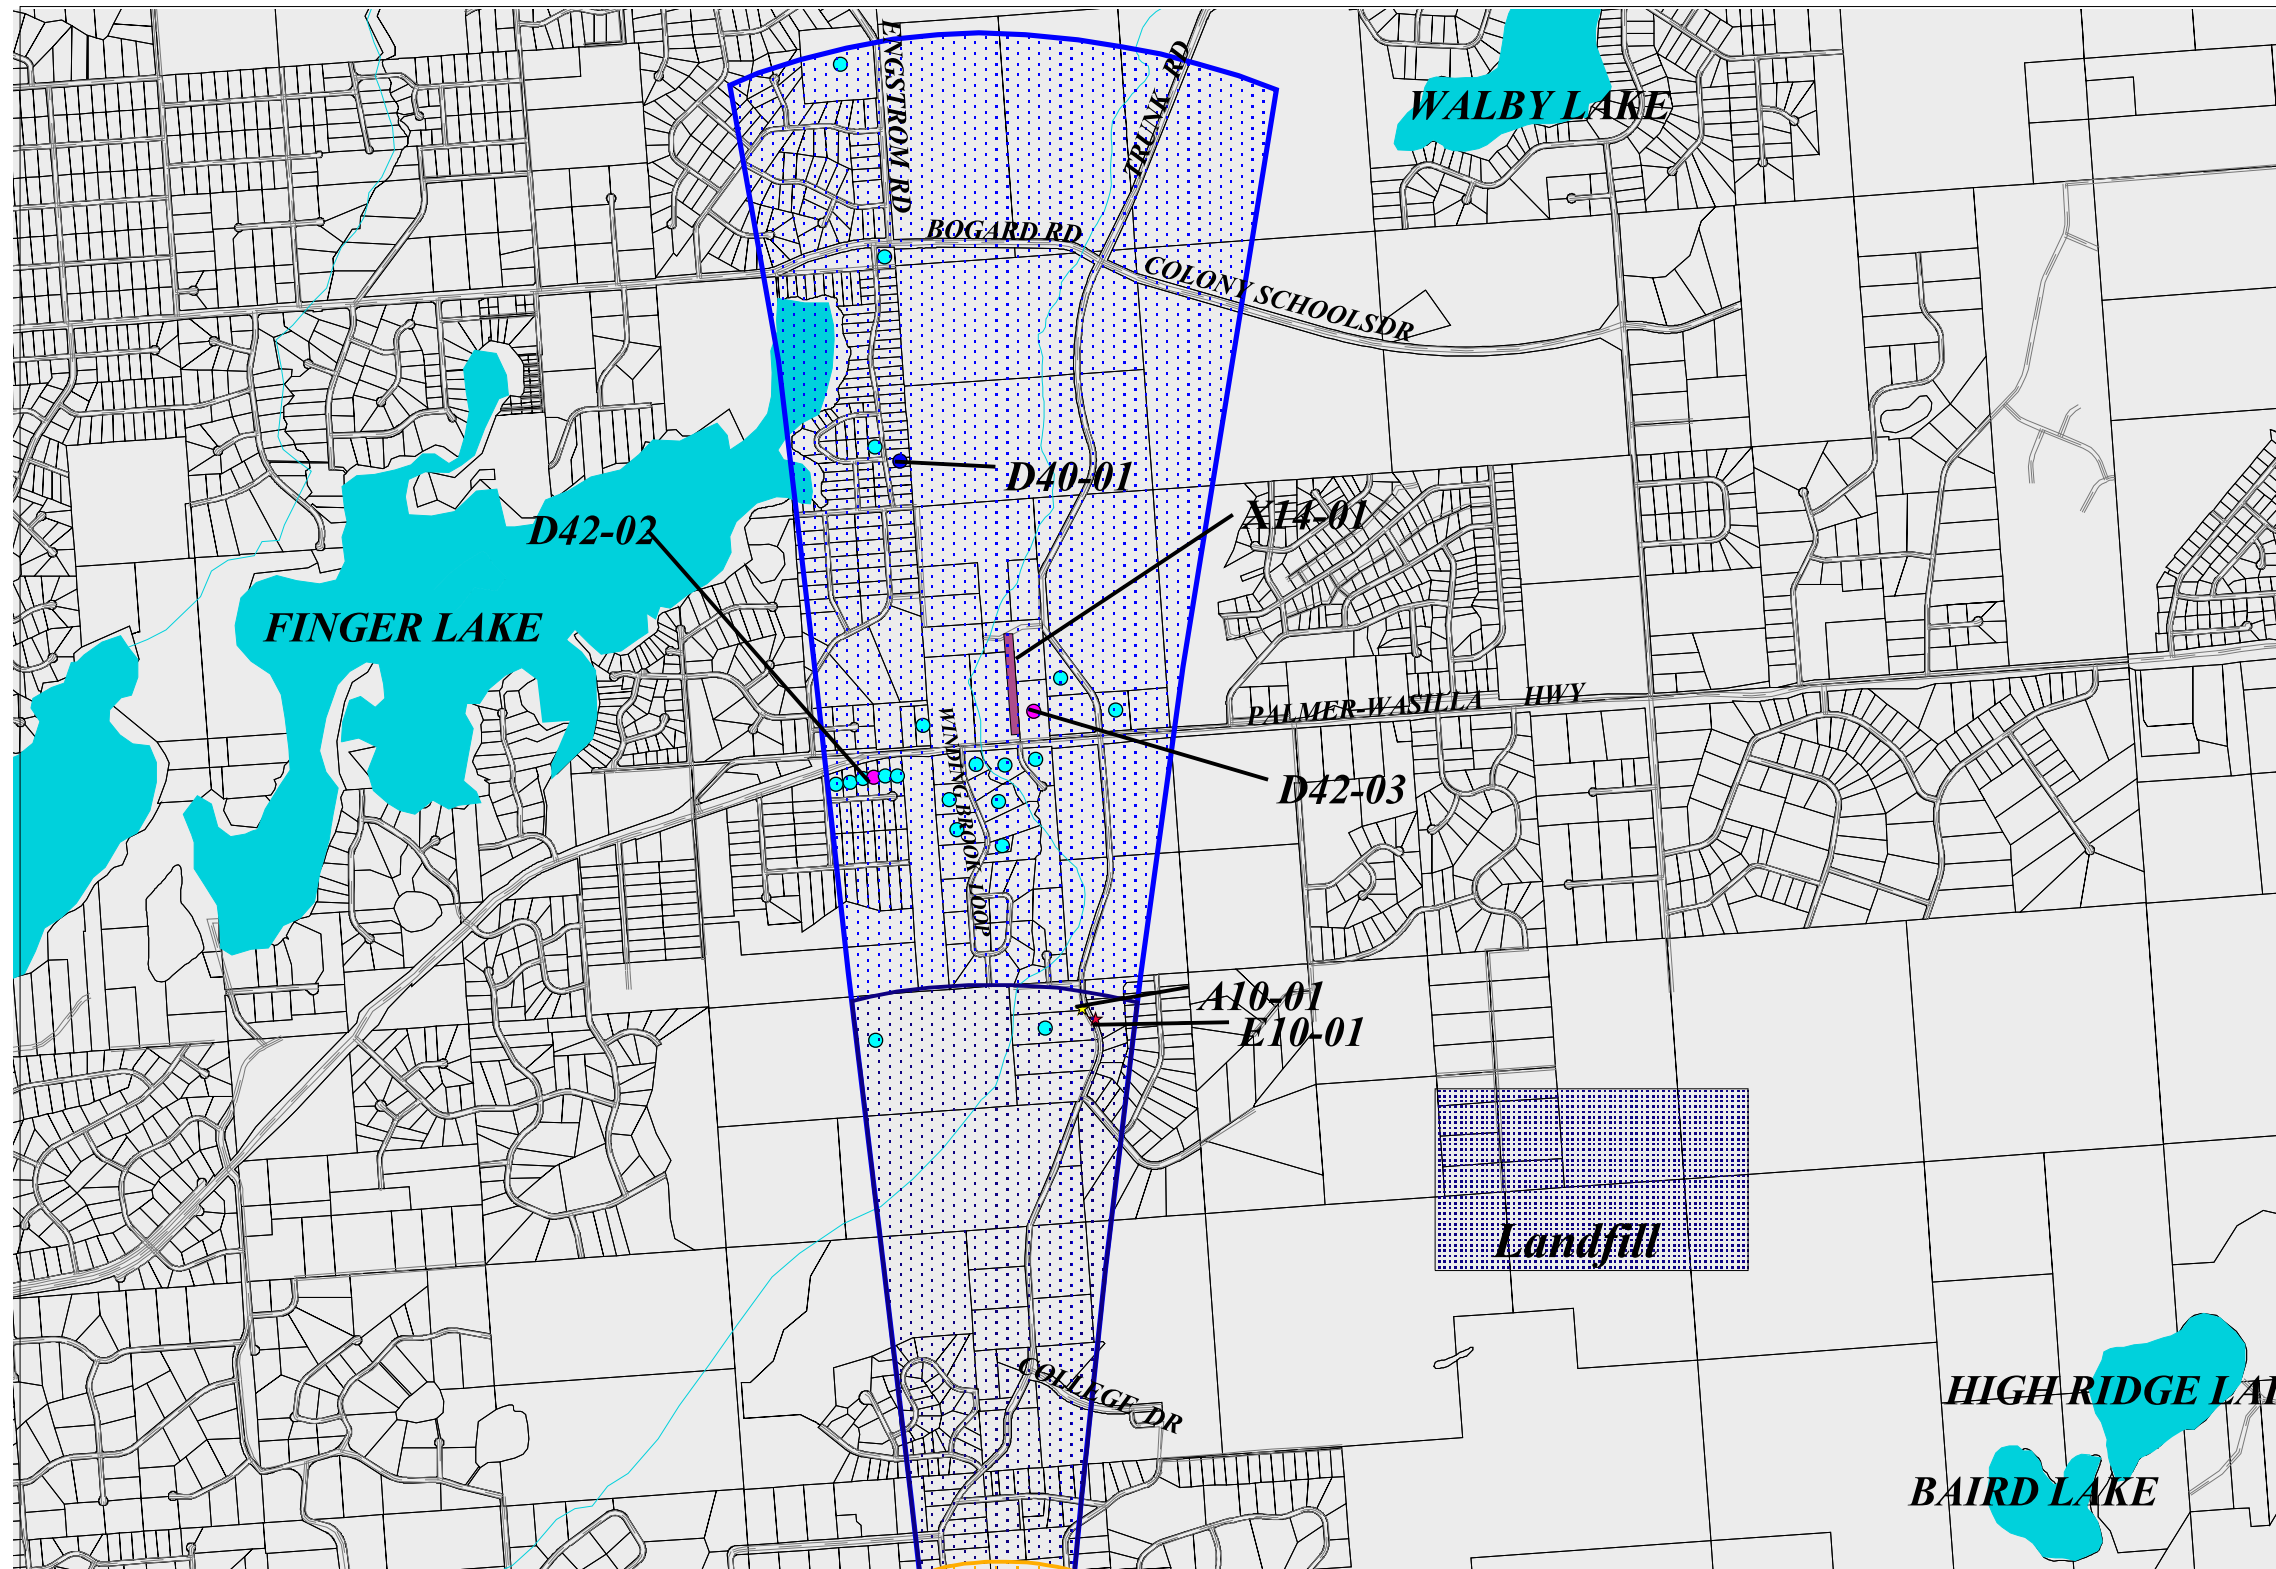 ENGSTROM RD
TRUNK RD
WALBY LAKE
BOGARD RD
COLONY SCHOOLSDR
D40-01
X14-01
D42-02
FINGER LAKE
PALMER-WASILLA HWY
WINDING BROOK LOOP
D42-03
A10-01
E10-01
Landfill
COLLEGE DR
HIGH RIDGE LA
BAIRD LAKE